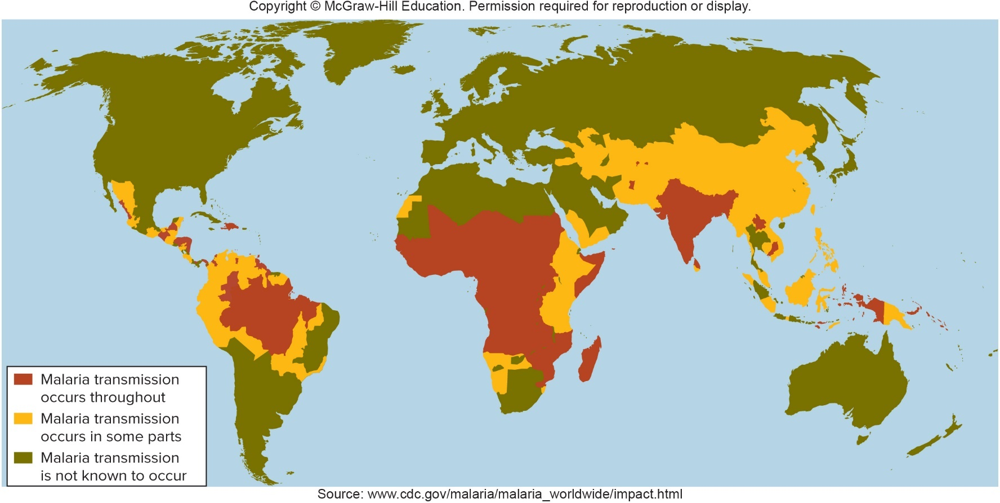 Copyright © McGraw-Hill Education. Permission required for reproduction or display.
Malaria transmission
occurs throughout
Malaria transmission
occurs in some parts
Malaria transmission
is not known to occur
Source: www.cdc.gov/malaria/malaria_worldwide/impact.html